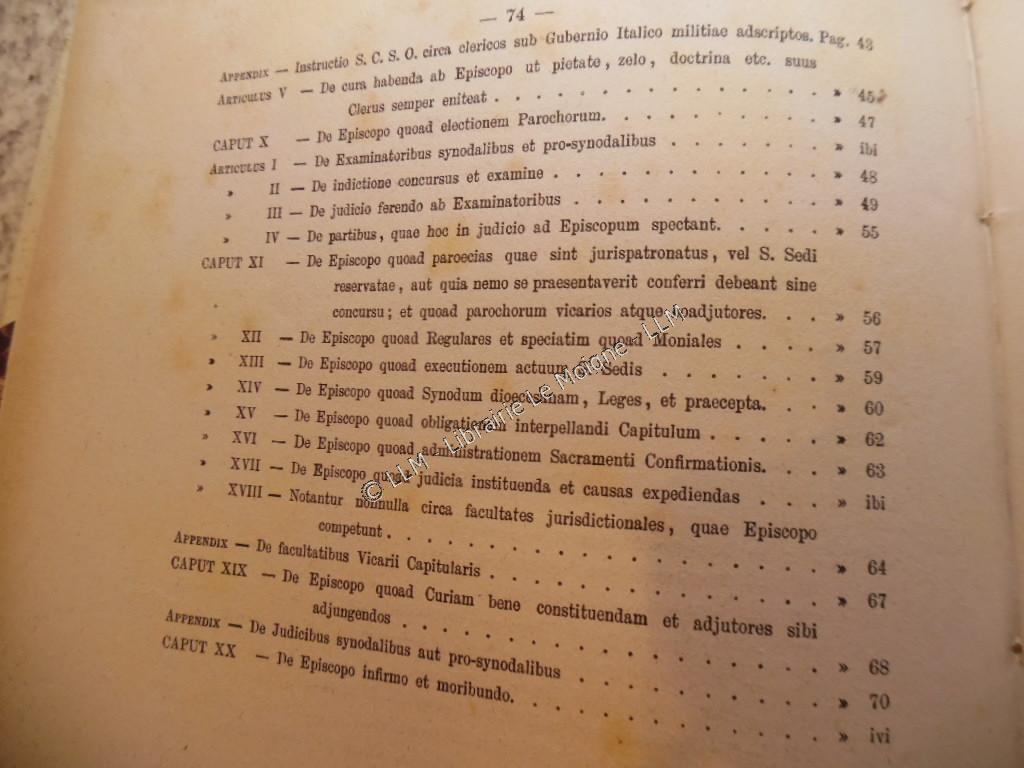 — 74 —
APPENDIX — Instructio S. C. S. O. circa clericos sub Gubernio Italico militiae adscriptos. Pag. 43
ARTICULUS V — De cura habenda ab Episcopo ut pietate, zelo, doctrina etc. suus
Clerus semper eniteat . . . . . . . . . . . . » 45
CAPUT X — De Episcopo quoad electionem Parochorum. . . . . . . . . » 47
ARTICULUS I — De Examinatoribus synodalibus et pro-synodalibus . . . . . . » ibi
» II — De indictione concursus et examine . . . . . . . . . . » 48
» III — De judicio ferendo ab Examinatoribus . . . . . . . . . » 49
» IV — De partibus, quae hoc in judicio ad Episcopum spectant. . . . . » 55
CAPUT XI — De Episcopo quoad paroecias quae sint jurispatronatus, vel S. Sedi
reservatae, aut quia nemo se praesentaverit conferri debeant sine
concursu; et quoad parochorum vicarios atque coadjutores. . . » 56
» XII — De Episcopo quoad Regulares et speciatim quoad Moniales . . . . » 57
» XIII — De Episcopo quoad executionem actuum S. Sedis . . . . . . » 59
» XIV — De Episcopo quoad Synodum dioecesanam, Leges, et praecepta. . . » 60
» XV — De Episcopo quoad obligationem interpellandi Capitulum . . . . » 62
» XVI — De Episcopo quoad administrationem Sacramenti Confirmationis. . . » 63
» XVII — De Episcopo quoad judicia instituenda et causas expediendas . . . » ibi
» XVIII — Notantur nonnulla circa facultates jurisdictionales, quae Episcopo
competunt . . . . . . . . . . . . . . . » 64
APPENDIX — De facultatibus Vicarii Capitularis . . . . . . . . . . . . » 67
CAPUT XIX — De Episcopo quoad Curiam bene constituendam et adjutores sibi
adjungendos . . . . . . . . . . . . . . . » 68
APPENDIX — De Judicibus synodalibus aut pro-synodalibus . . . . . . . . . » 70
CAPUT XX — De Episcopo infirmo et moribundo. . . . . . . . . . . . » ivi
© LLM - Librairie Le Moigne - LLM